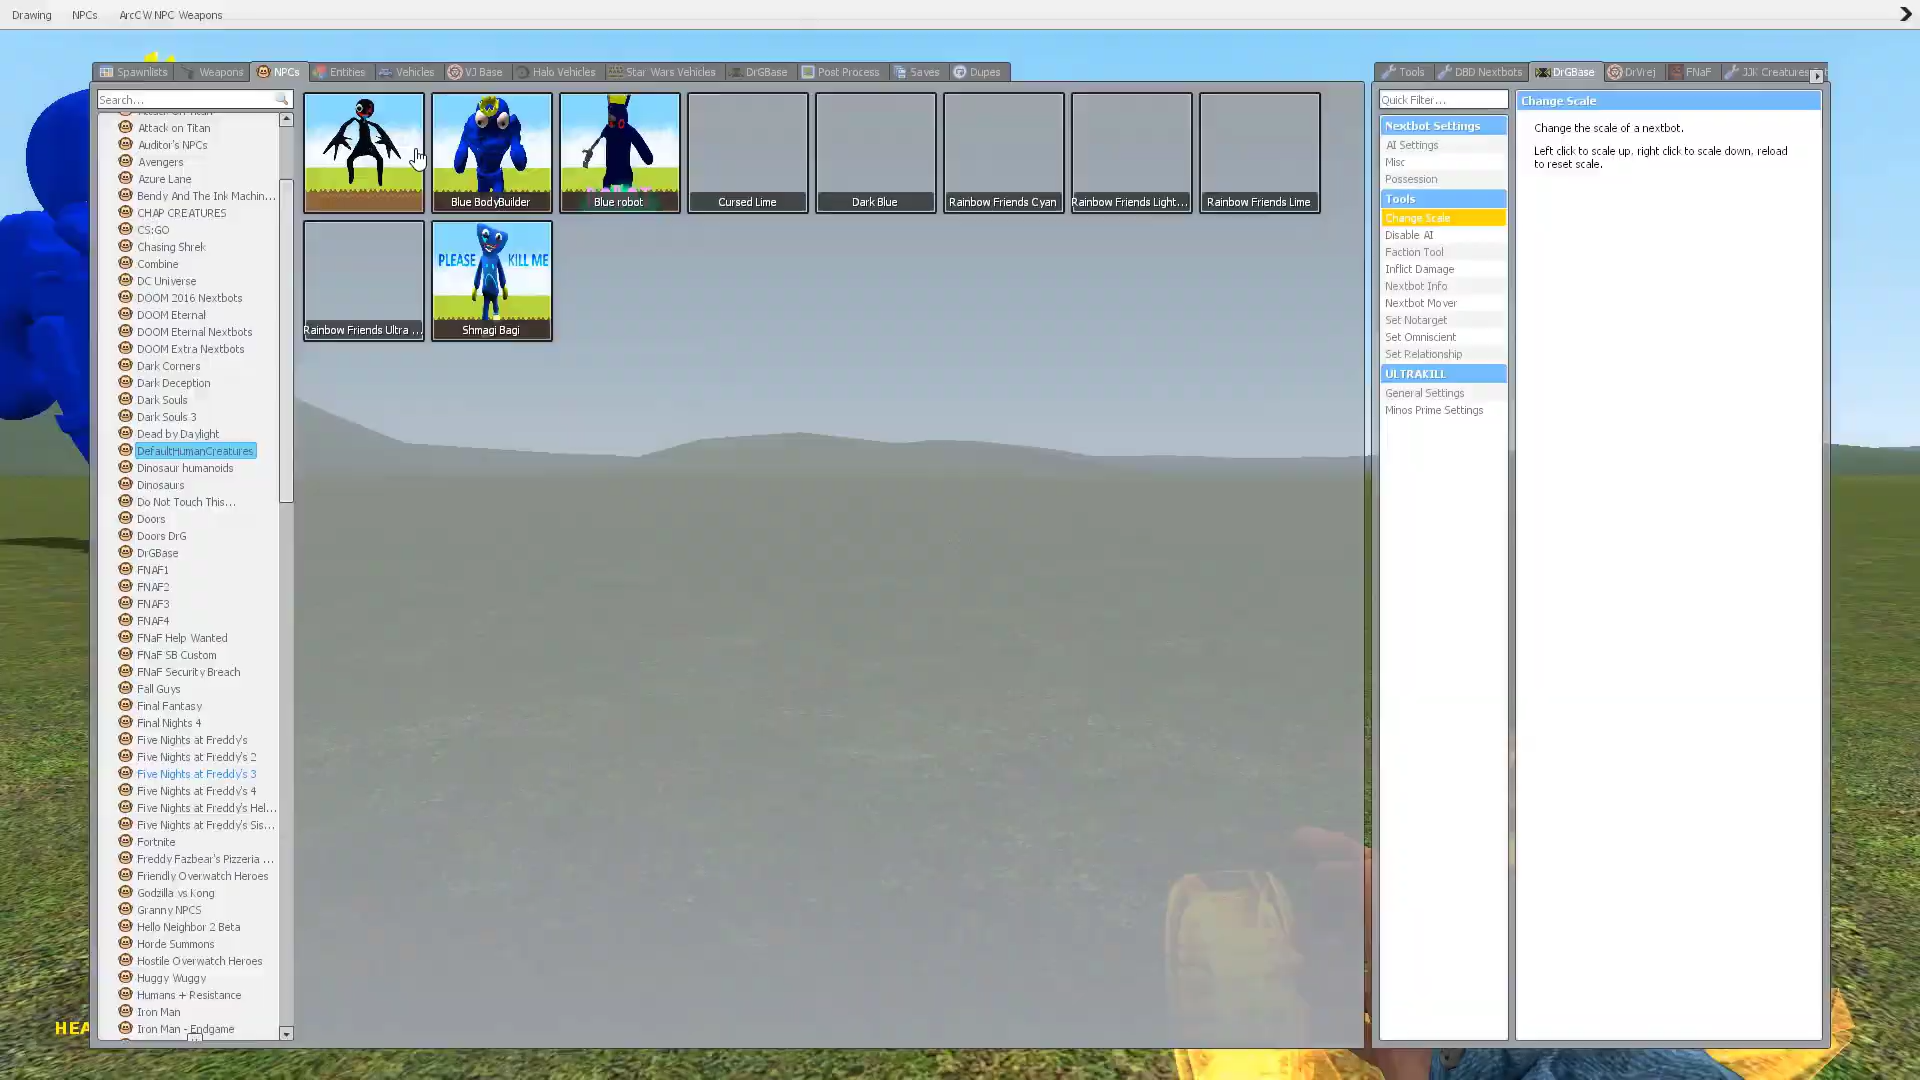 Drawing NPCs ArcCW NPC Weapons
Spawnlists Weapons NPCs Entities Vehicles VJ Base Halo Vehicles Star Wars Vehicles DrGBase Post Process Saves Dupes
Search...
Attack on Titan
Auditor's NPCs
Avengers
Azure Lane
Bendy And The Ink Machin...
CHAP CREATURES
CS:GO
Chasing Shrek
Combine
DC Universe
DOOM 2016 Nextbots
DOOM Eternal
DOOM Eternal Nextbots
DOOM Extra Nextbots
Dark Corners
Dark Deception
Dark Souls
Dark Souls 3
Dead by Daylight
DefaultHumanCreatures
Dinosaur humanoids
Dinosaurs
Do Not Touch This...
Doors
Doors DrG
DrGBase
FNAF1
FNAF2
FNAF3
FNAF4
FNaF Help Wanted
FNaF SB Custom
FNaF Security Breach
Fall Guys
Final Fantasy
Final Nights 4
Five Nights at Freddy's
Five Nights at Freddy's 2
Five Nights at Freddy's 3
Five Nights at Freddy's 4
Five Nights at Freddy's Hel...
Five Nights at Freddy's Sis...
Fortnite
Freddy Fazbear's Pizzeria ...
Friendly Overwatch Heroes
Godzilla vs Kong
Granny NPCS
Hello Neighbor 2 Beta
Horde Summons
Hostile Overwatch Heroes
Huggy Wuggy
Humans + Resistance
Iron Man
Iron Man - Endgame
Blue BodyBuilder
Blue robot
Cursed Lime
Dark Blue
Rainbow Friends Cyan
Rainbow Friends Light...
Rainbow Friends Lime
Rainbow Friends Ultra ...
PLEASE KILL ME
Shmagi Bagi
Tools DBD Nextbots DrGBase DrVrej FNaF JJK Creatures
Quick Filter...
Nextbot Settings
AI Settings
Misc
Possession
Tools
Change Scale
Disable AI
Faction Tool
Inflict Damage
Nextbot Info
Nextbot Mover
Set Notarget
Set Omniscient
Set Relationship
ULTRAKILL
General Settings
Minos Prime Settings
Change Scale
Change the scale of a nextbot.
Left click to scale up, right click to scale down, reload
to reset scale.
HEA